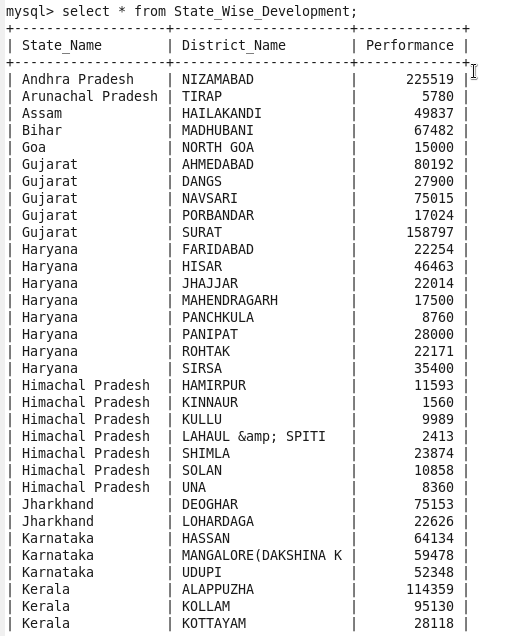 mysql> select * from State_Wise_Development;
+-------------------+----------------------+-------------+
| State_Name        | District_Name        | Performance |
+-------------------+----------------------+-------------+
| Andhra Pradesh    | NIZAMABAD            |      225519 |
| Arunachal Pradesh | TIRAP                |        5780 |
| Assam             | HAILAKANDI           |       49837 |
| Bihar             | MADHUBANI            |       67482 |
| Goa               | NORTH GOA            |       15000 |
| Gujarat           | AHMEDABAD            |       80192 |
| Gujarat           | DANGS                |       27900 |
| Gujarat           | NAVSARI              |       75015 |
| Gujarat           | PORBANDAR            |       17024 |
| Gujarat           | SURAT                |      158797 |
| Haryana           | FARIDABAD            |       22254 |
| Haryana           | HISAR                |       46463 |
| Haryana           | JHAJJAR              |       22014 |
| Haryana           | MAHENDRAGARH         |       17500 |
| Haryana           | PANCHKULA            |        8760 |
| Haryana           | PANIPAT              |       28000 |
| Haryana           | ROHTAK               |       22171 |
| Haryana           | SIRSA                |       35400 |
| Himachal Pradesh  | HAMIRPUR             |       11593 |
| Himachal Pradesh  | KINNAUR              |        1560 |
| Himachal Pradesh  | KULLU                |        9989 |
| Himachal Pradesh  | LAHAUL &amp; SPITI   |        2413 |
| Himachal Pradesh  | SHIMLA               |       23874 |
| Himachal Pradesh  | SOLAN                |       10858 |
| Himachal Pradesh  | UNA                  |        8360 |
| Jharkhand         | DEOGHAR              |       75153 |
| Jharkhand         | LOHARDAGA            |       22626 |
| Karnataka         | HASSAN               |       64134 |
| Karnataka         | MANGALORE(DAKSHINA K |       59478 |
| Karnataka         | UDUPI                |       52348 |
| Kerala            | ALAPPUZHA            |      114359 |
| Kerala            | KOLLAM               |       95130 |
| Kerala            | KOTTAYAM             |       28118 |